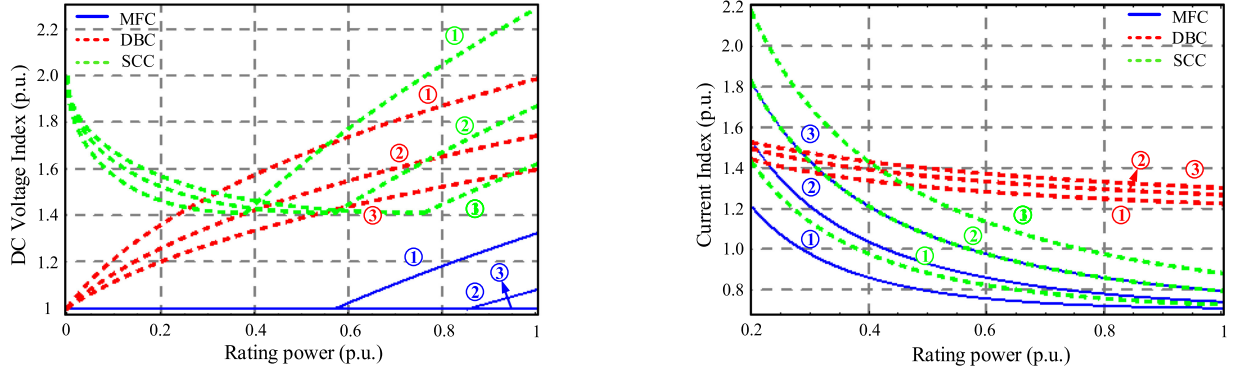 MFC
DBC
SCC
DC Voltage Index (p.u.)
2.2
2.0
1.8
1.6
1.4
1.2
1
0 0.2 0.4 0.6 0.8 1
Rating power (p.u.)
① ① ② ② ③ ① ② ③
MFC
DBC
SCC
Current Index (p.u.)
2.2
2.0
1.8
1.6
1.4
1.2
1.0
0.8
0.2 0.4 0.6 0.8 1
Rating power (p.u.)
③ ② ① ① ② ② ③ ①